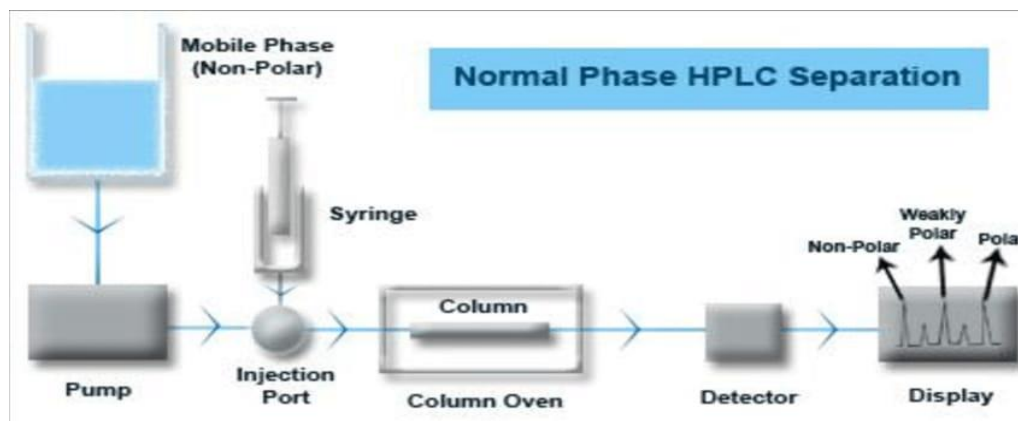 Mobile Phase
(Non-Polar)
Normal Phase HPLC Separation
Syringe
Non-Polar
Weakly
Polar
Pola
Column
Pump
Injection
Port
Column Oven
Detector
Display